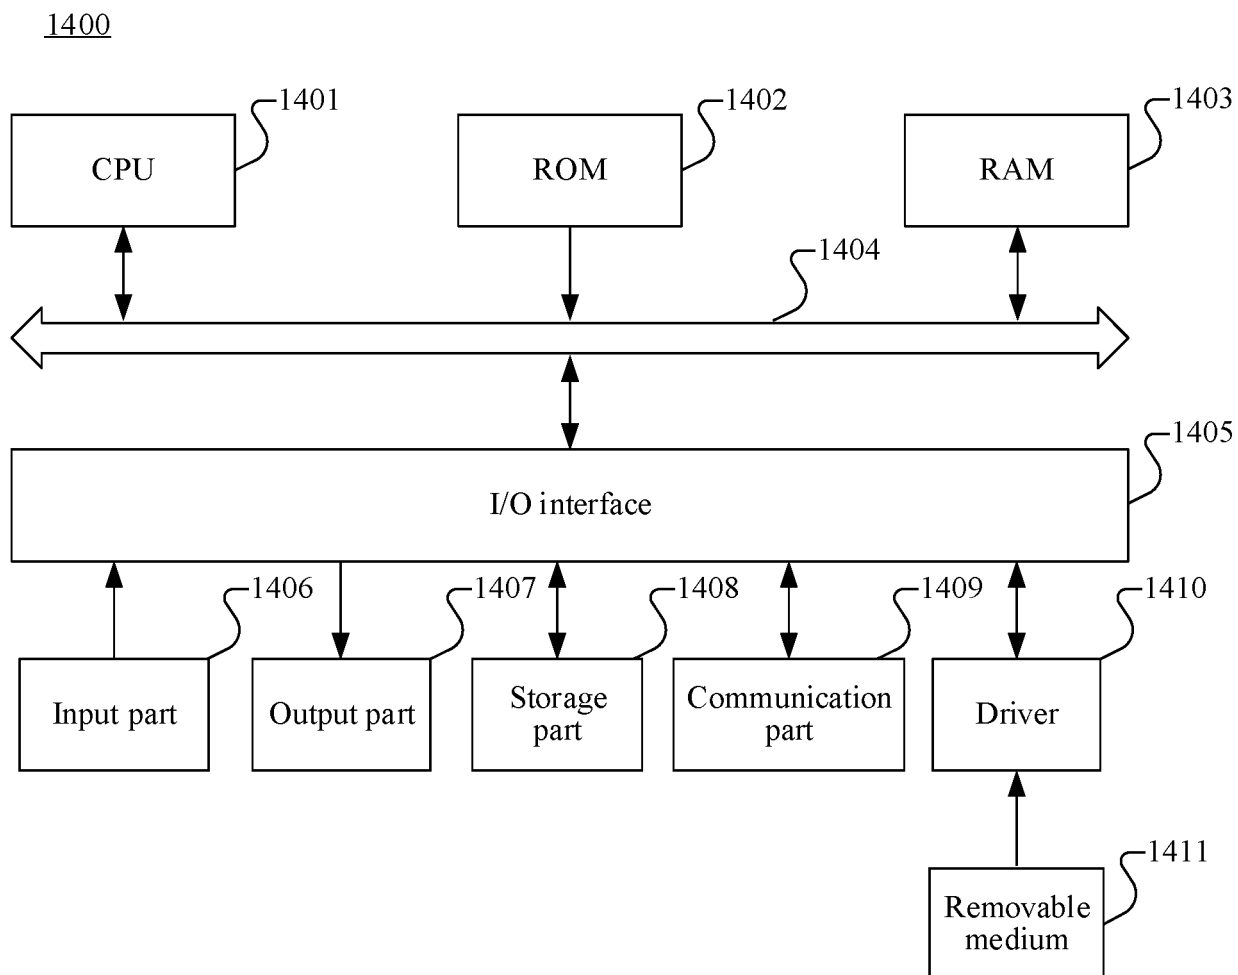 1400
1401
1402
1403
CPU
ROM
RAM
1404
1405
I/O interface
1406
1407
1408
1409
1410
Input part
Output part
Storage
part
Communication
part
Driver
1411
Removable
medium